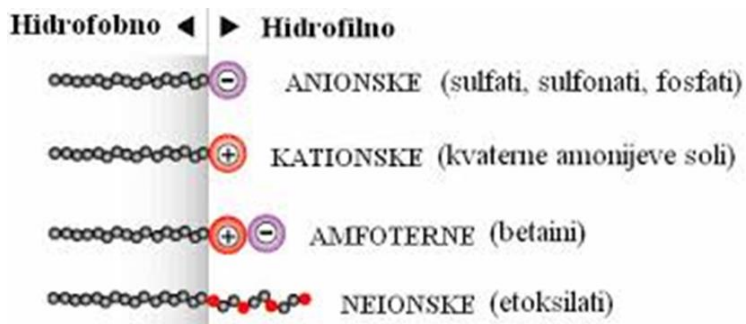 Hidrofobno ◄ ► Hidrofilno
- ANIONSKE (sulfati, sulfonati, fosfati)
+ KATIONSKE (kvaterne amonijeve soli)
+ - AMFOTERNE (betaini)
NEIONSKE (etoksilati)